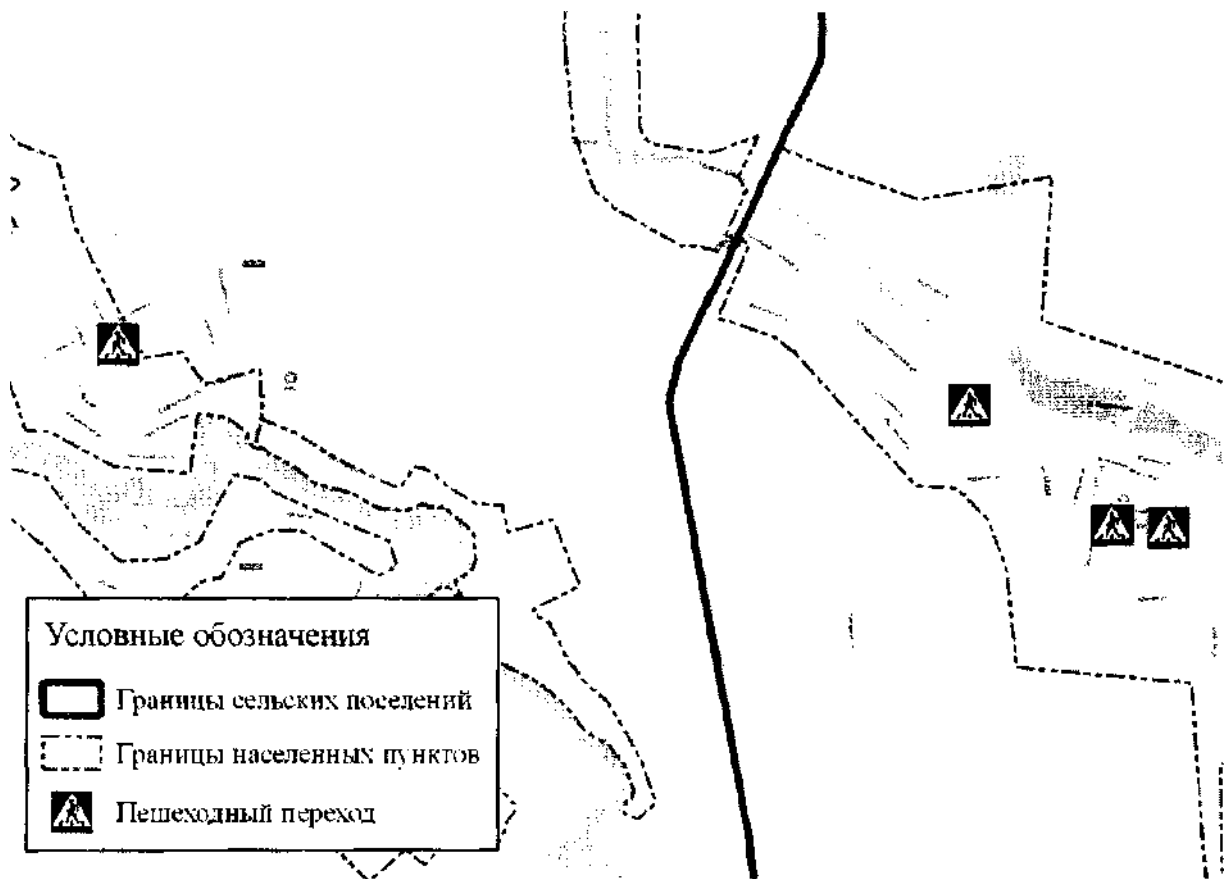 Условные обозначения
Границы сельских поселений
Границы населенных пунктов
Пешеходный переход